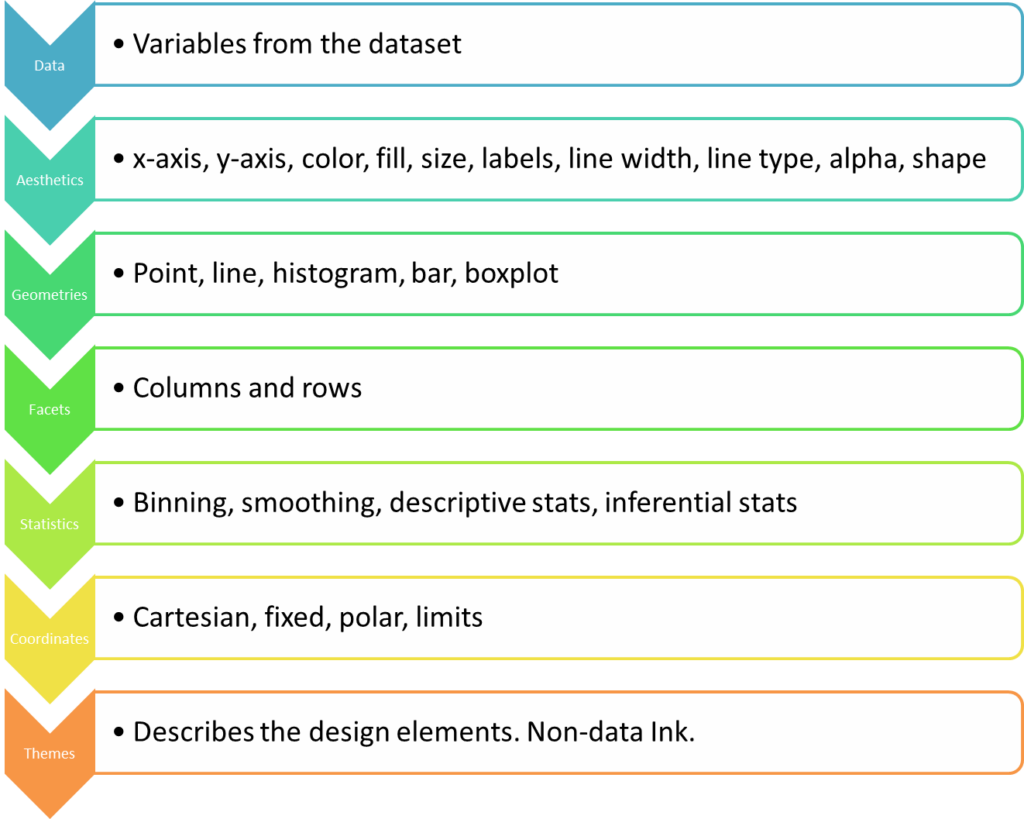 Data
• Variables from the dataset
Aesthetics
• x-axis, y-axis, color, fill, size, labels, line width, line type, alpha, shape
Geometries
• Point, line, histogram, bar, boxplot
Facets
• Columns and rows
Statistics
• Binning, smoothing, descriptive stats, inferential stats
Coordinates
• Cartesian, fixed, polar, limits
Themes
• Describes the design elements. Non-data Ink.